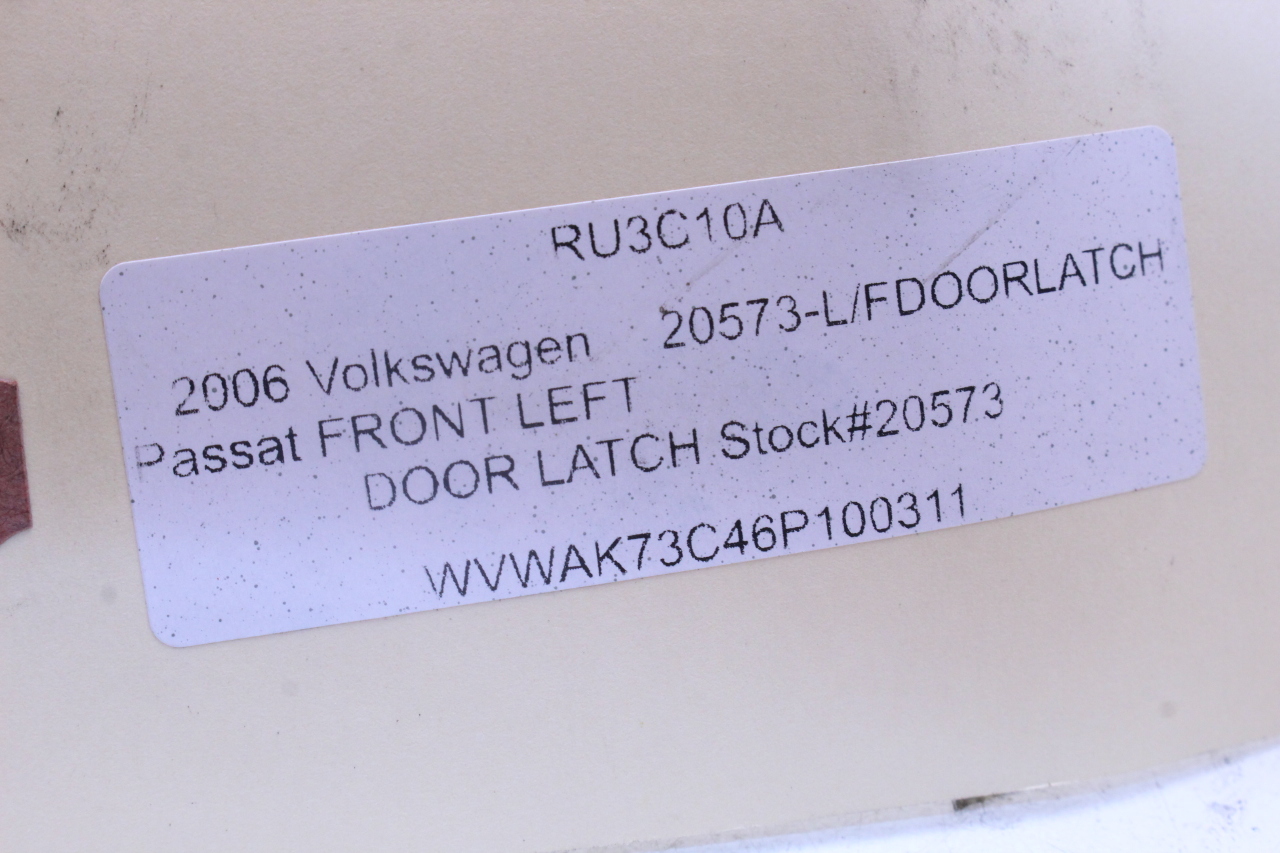 RU3C10A
2006 Volkswagen 20573-L/FDOORLATCH
Passat FRONT LEFT
DOOR LATCH Stock#20573
WVWAK73C46P100311